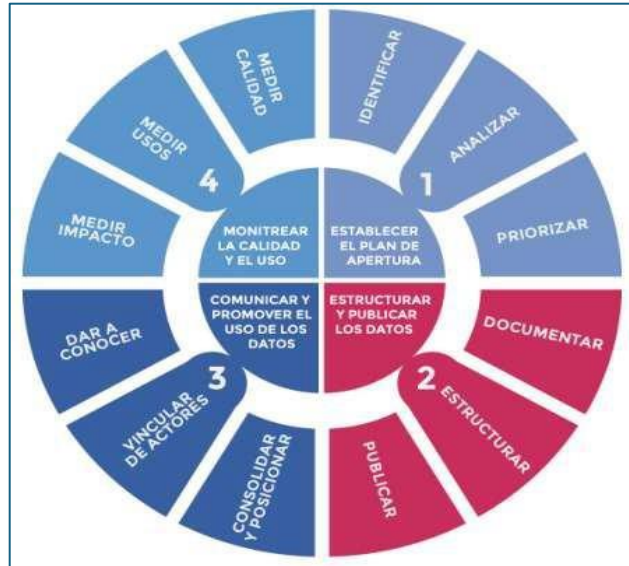 IDENTIFICAR
ANALIZAR
PRIORIZAR
1
ESTABLECER
EL PLAN DE
APERTURA
DOCUMENTAR
ESTRUCTURAR
PUBLICAR
2
ESTRUCTURAR
Y PUBLICAR
LOS DATOS
CONSOLIDAR
Y POSICIONAR
VINCULAR
DE ACTORES
DAR A
CONOCER
3
COMUNICAR Y
PROMOVER EL
USO DE LOS
DATOS
MEDIR
IMPACTO
MEDIR
USOS
MEDIR
CALIDAD
4
MONITREAR
LA CALIDAD
Y EL USO